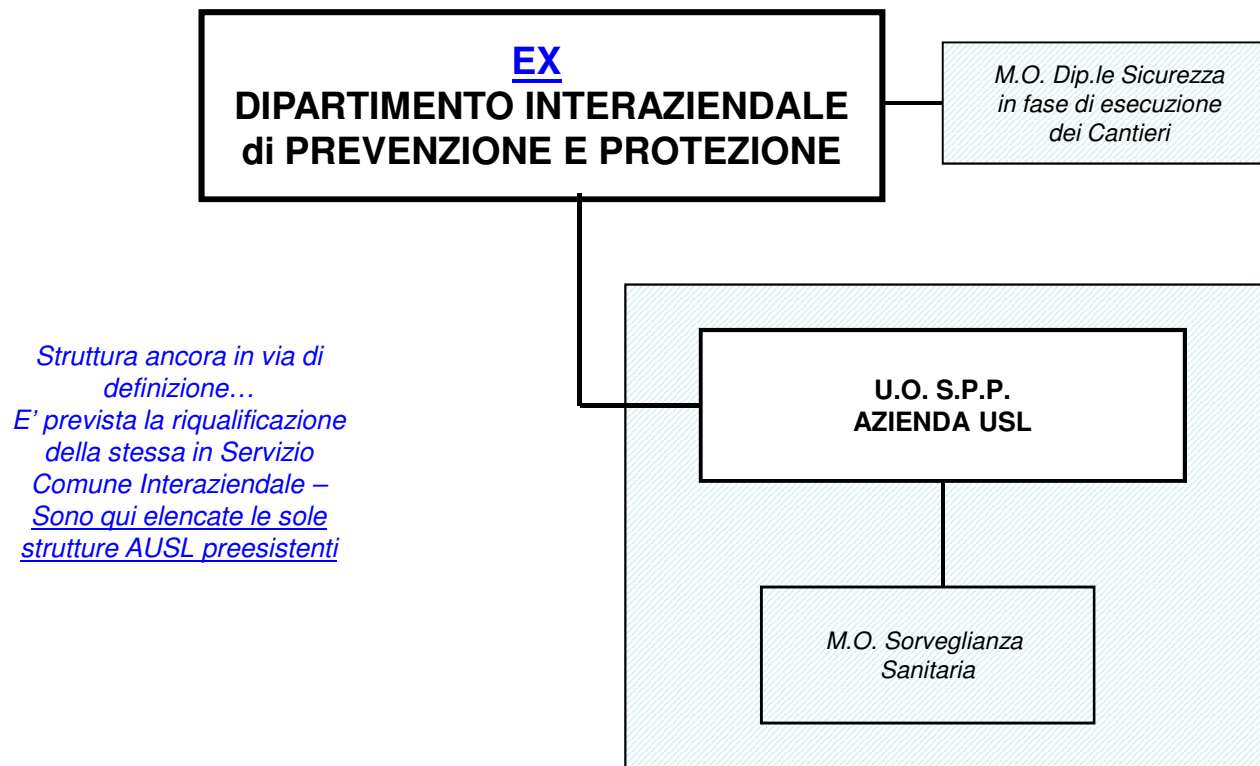 EX
DIPARTIMENTO INTERAZIENDALE
di PREVENZIONE E PROTEZIONE
M.O. Dip.le Sicurezza
in fase di esecuzione
dei Cantieri
Struttura ancora in via di
definizione…
E’ prevista la riqualificazione
della stessa in Servizio
Comune Interaziendale –
Sono qui elencate le sole
strutture AUSL preesistenti
U.O. S.P.P.
AZIENDA USL
M.O. Sorveglianza
Sanitaria